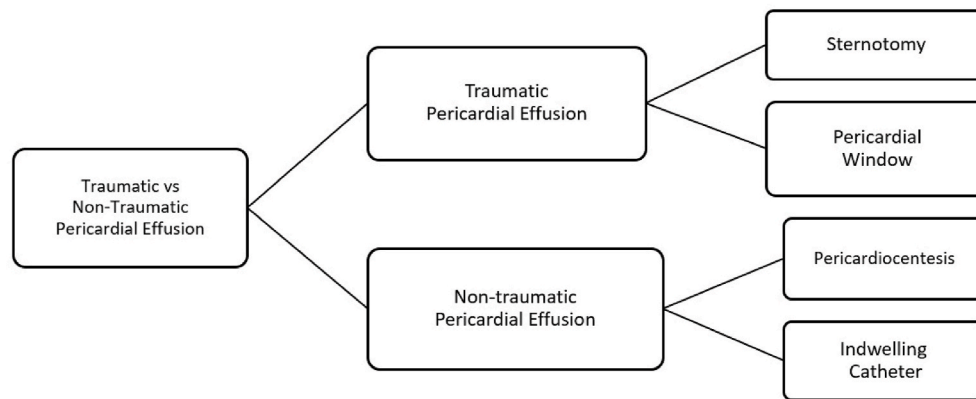 Traumatic vs
Non-Traumatic
Pericardial Effusion
Traumatic
Pericardial Effusion
Sternotomy
Pericardial
Window
Non-traumatic
Pericardial Effusion
Pericardiocentesis
Indwelling
Catheter